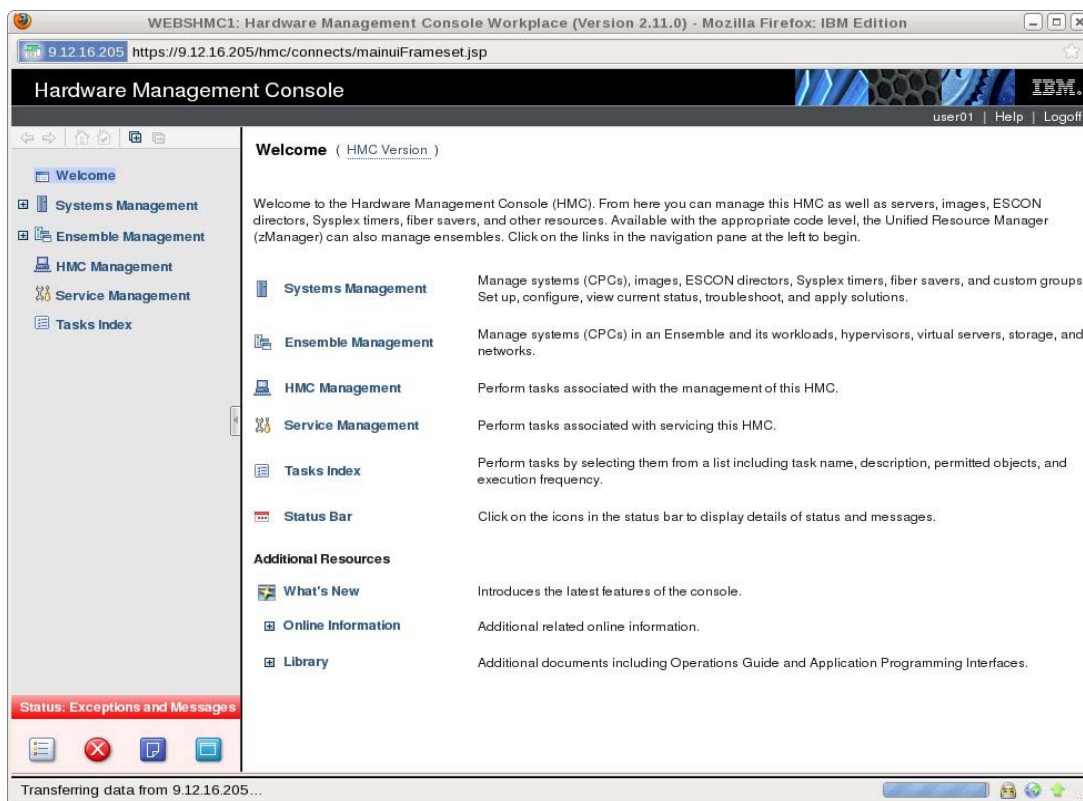 WEBSHMC1: Hardware Management Console Workplace (Version 2.11.0) - Mozilla Firefox: IBM Edition
9.12.16.205 https://9.12.16.205/hmc/connects/mainuiFrameset.jsp
Hardware Management Console
IBM.
user01 | Help | Logoff
Welcome
Systems Management
Ensemble Management
HMC Management
Service Management
Tasks Index
Status: Exceptions and Messages
Welcome ( HMC Version )
Welcome to the Hardware Management Console (HMC). From here you can manage this HMC as well as servers, images, ESCON
directors, Sysplex timers, fiber savers, and other resources. Available with the appropriate code level, the Unified Resource Manager
(zManager) can also manage ensembles. Click on the links in the navigation pane at the left to begin.
Systems Management
Manage systems (CPCs), images, ESCON directors, Sysplex timers, fiber savers, and custom groups
Set up, configure, view current status, troubleshoot, and apply solutions.
Ensemble Management
Manage systems (CPCs) in an Ensemble and its workloads, hypervisors, virtual servers, storage, and
networks.
HMC Management
Perform tasks associated with the management of this HMC.
Service Management
Perform tasks associated with servicing this HMC.
Tasks Index
Perform tasks by selecting them from a list including task name, description, permitted objects, and
execution frequency.
Status Bar
Click on the icons in the status bar to display details of status and messages.
Additional Resources
What's New
Introduces the latest features of the console.
Online Information
Additional related online information.
Library
Additional documents including Operations Guide and Application Programming Interfaces.
Transferring data from 9.12.16.205...